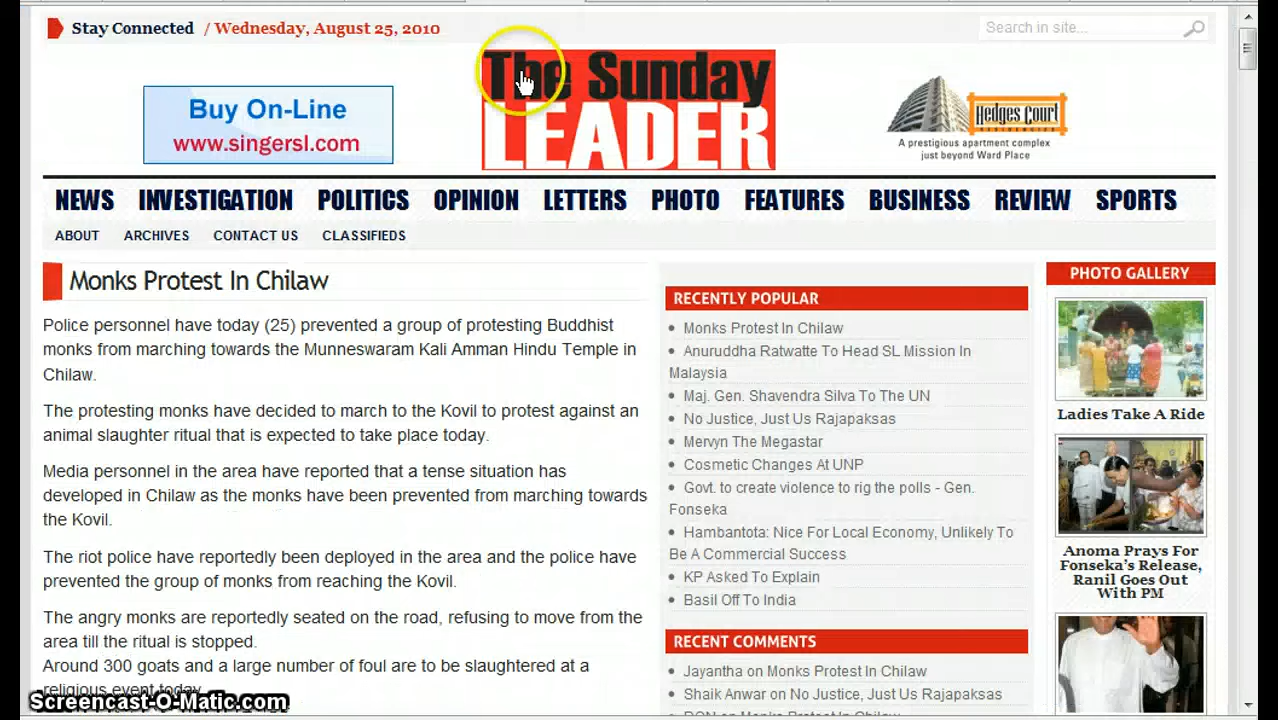 Stay Connected / Wednesday, August 25, 2010
Search in site...
Buy On-Line
www.singersl.com
The Sunday
LEADER
Hedges Court
RESIDENCIES
A prestigious apartment complex
just beyond Ward Place
NEWS INVESTIGATION POLITICS OPINION LETTERS PHOTO FEATURES BUSINESS REVIEW SPORTS
ABOUT ARCHIVES CONTACT US CLASSIFIEDS
Monks Protest In Chilaw
Police personnel have today (25) prevented a group of protesting Buddhist
monks from marching towards the Munneswaram Kali Amman Hindu Temple in
Chilaw.
The protesting monks have decided to march to the Kovil to protest against an
animal slaughter ritual that is expected to take place today.
Media personnel in the area have reported that a tense situation has
developed in Chilaw as the monks have been prevented from marching towards
the Kovil.
The riot police have reportedly been deployed in the area and the police have
prevented the group of monks from reaching the Kovil.
The angry monks are reportedly seated on the road, refusing to move from the
area till the ritual is stopped.
Around 300 goats and a large number of foul are to be slaughtered at a
religious event today.
RECENTLY POPULAR
Monks Protest In Chilaw
Anuruddha Ratwatte To Head SL Mission In
Malaysia
Maj. Gen. Shavendra Silva To The UN
No Justice, Just Us Rajapaksas
Mervyn The Megastar
Cosmetic Changes At UNP
Govt. to create violence to rig the polls - Gen.
Fonseka
Hambantota: Nice For Local Economy, Unlikely To
Be A Commercial Success
KP Asked To Explain
Basil Off To India
RECENT COMMENTS
Jayantha on Monks Protest In Chilaw
Shaik Anwar on No Justice, Just Us Rajapaksas
RON on Monks Protest In Chilaw
PHOTO GALLERY
Ladies Take A Ride
Anoma Prays For
Fonseka's Release,
Ranil Goes Out
With PM
Screencast-O-Matic.com